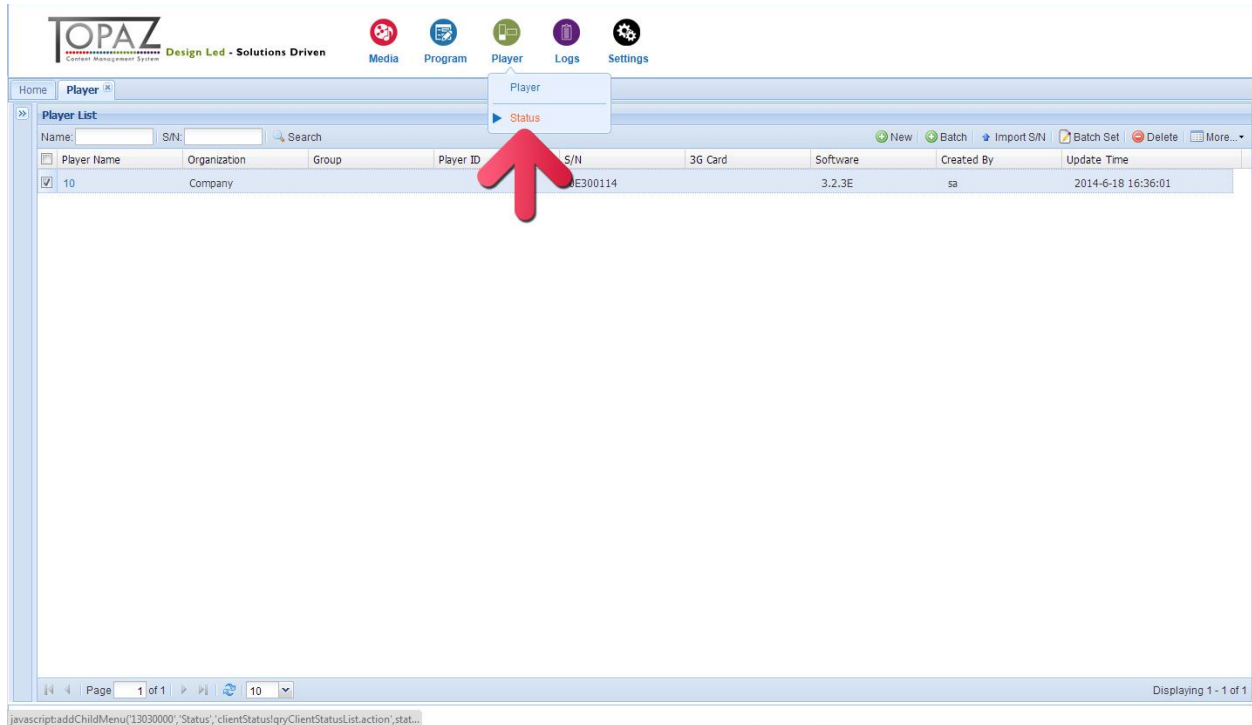 TOPAZ
Content Management System
Design Led - Solutions Driven
Media Program Player Logs Settings
Home Player
Player
Status
Player List
Name: S/N: Search New Batch Import S/N Batch Set Delete More...
Player Name Organization Group Player ID S/N 3G Card Software Created By Update Time
10 Company 0E300114 3.2.3E sa 2014-6-18 16:36:01
Page 1 of 1 10 Displaying 1 - 1 of 1
javascript:addChildMenu('13030000','Status','clientStatus!qryClientStatusList.action',stat...